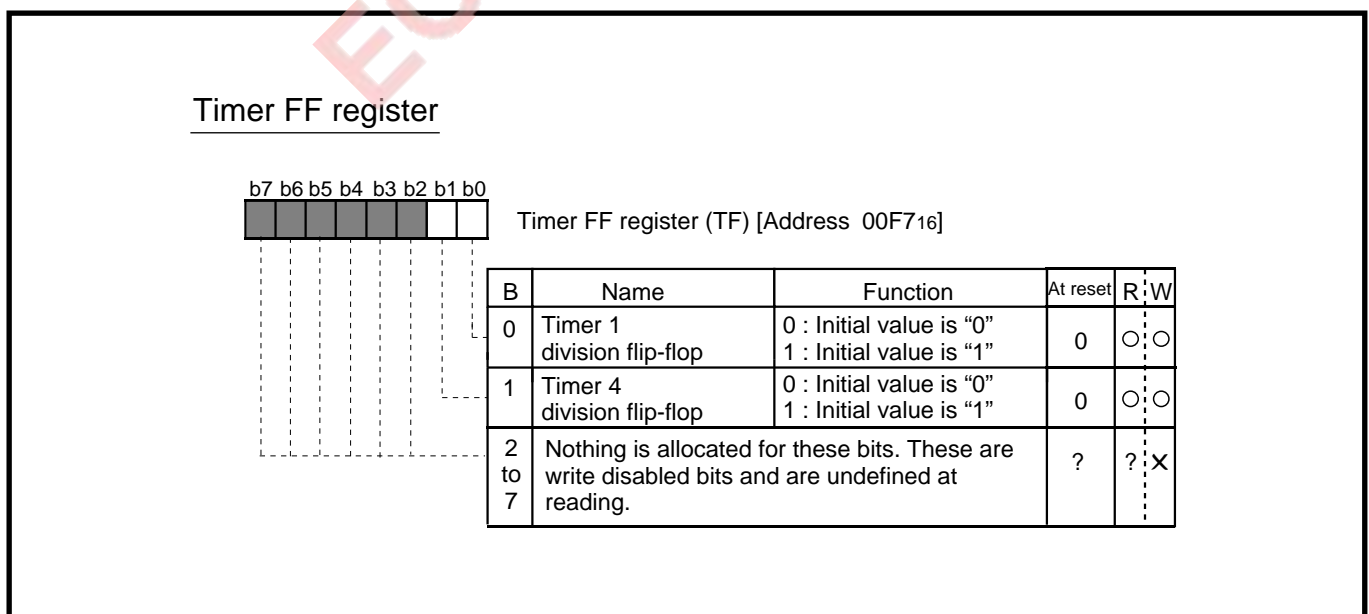 EC
Timer FF register
b7 b6 b5 b4 b3 b2 b1 b0
Timer FF register (TF) [Address 00F716]
B Name Function At reset R W
0 Timer 1 division flip-flop 0 : Initial value is “0” 1 : Initial value is “1” 0 ○ ○
1 Timer 4 division flip-flop 0 : Initial value is “0” 1 : Initial value is “1” 0 ○ ○
2 to 7 Nothing is allocated for these bits. These are write disabled bits and are undefined at reading. ? ? ×